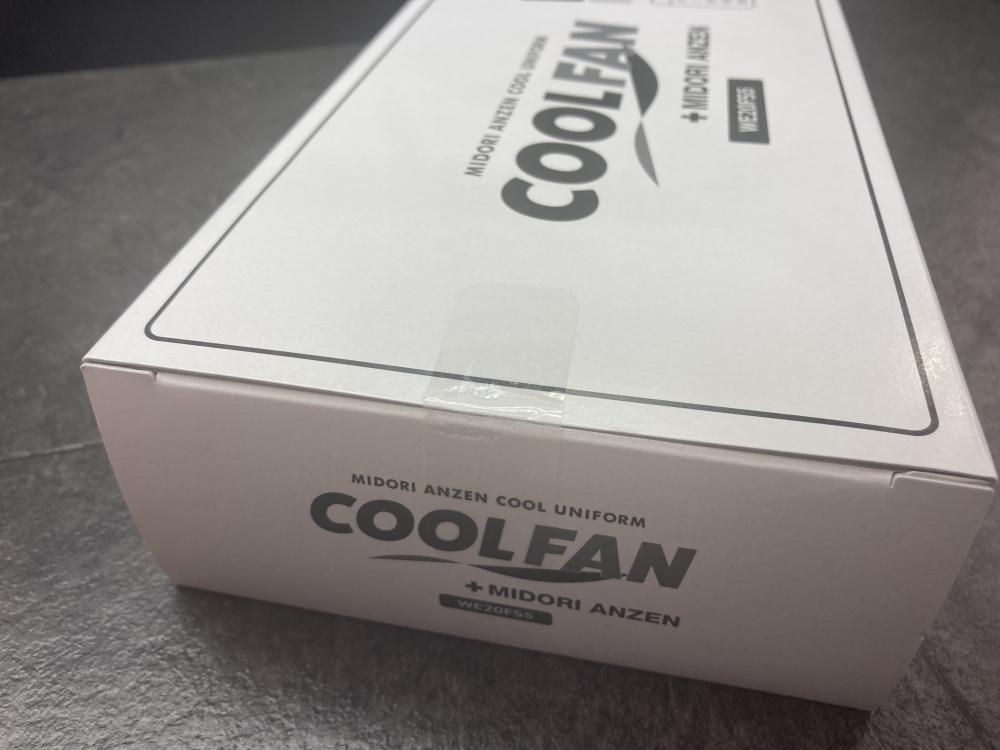 MIDORI ANZEN COOL UNIFORM
COOLFAN
+MIDORI ANZEN
WE20FS5
MIDORI ANZEN COOL UNIFORM
COOLFAN
+MIDORI ANZEN
WE20FS5